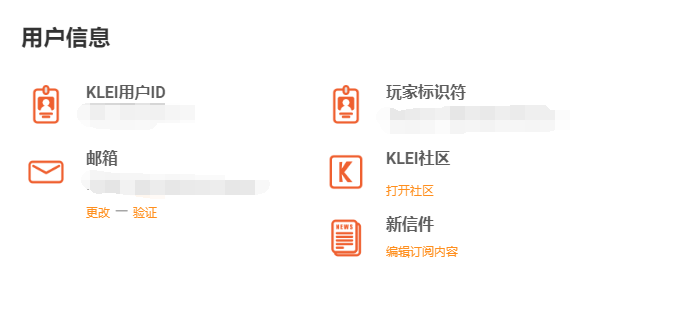 用户信息
KLEI用户ID
玩家标识符
邮箱
更改 — 验证
K
KLEI社区
打开社区
NEWS
新信件
编辑订阅内容